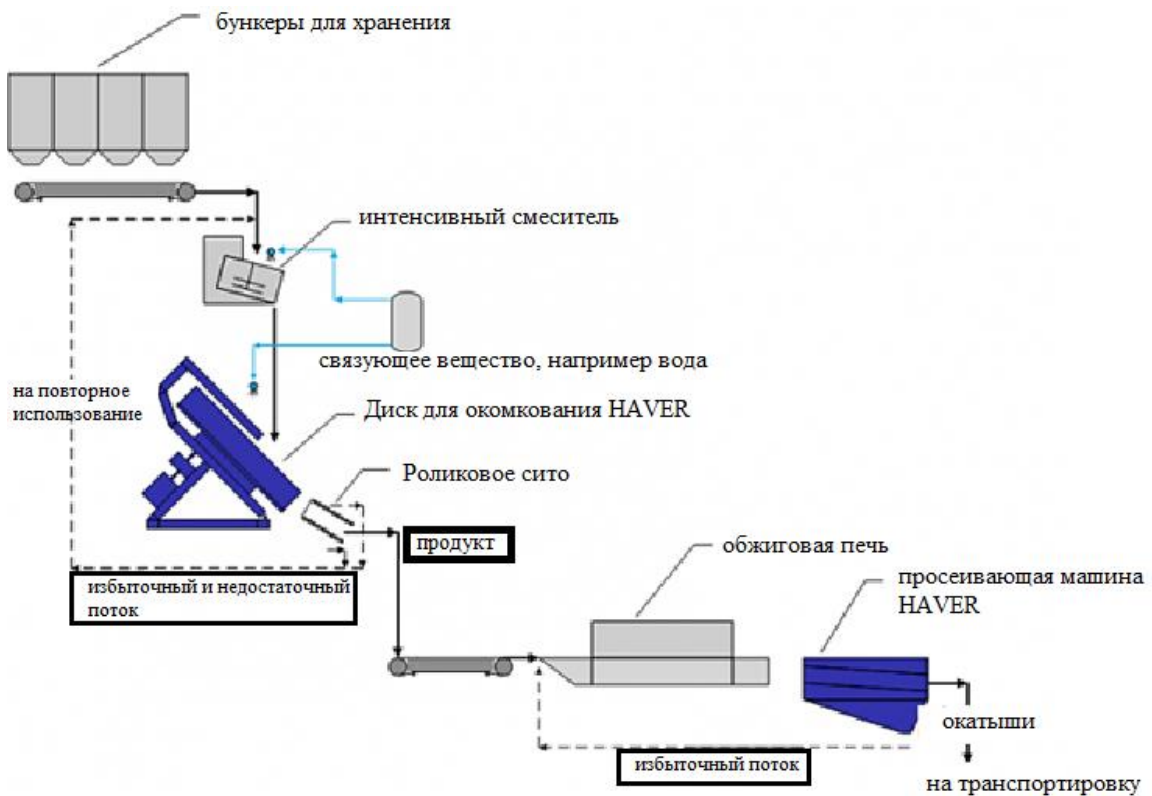 бункеры для хранения
интенсивный смеситель
связующее вещество, например вода
на повторное
использование
Диск для окомкования HAVER
Роликовое сито
продукт
обжиговая печь
избыточный и недостаточный
поток
просеивающая машина
HAVER
окатыши
избыточный поток
на транспортировку